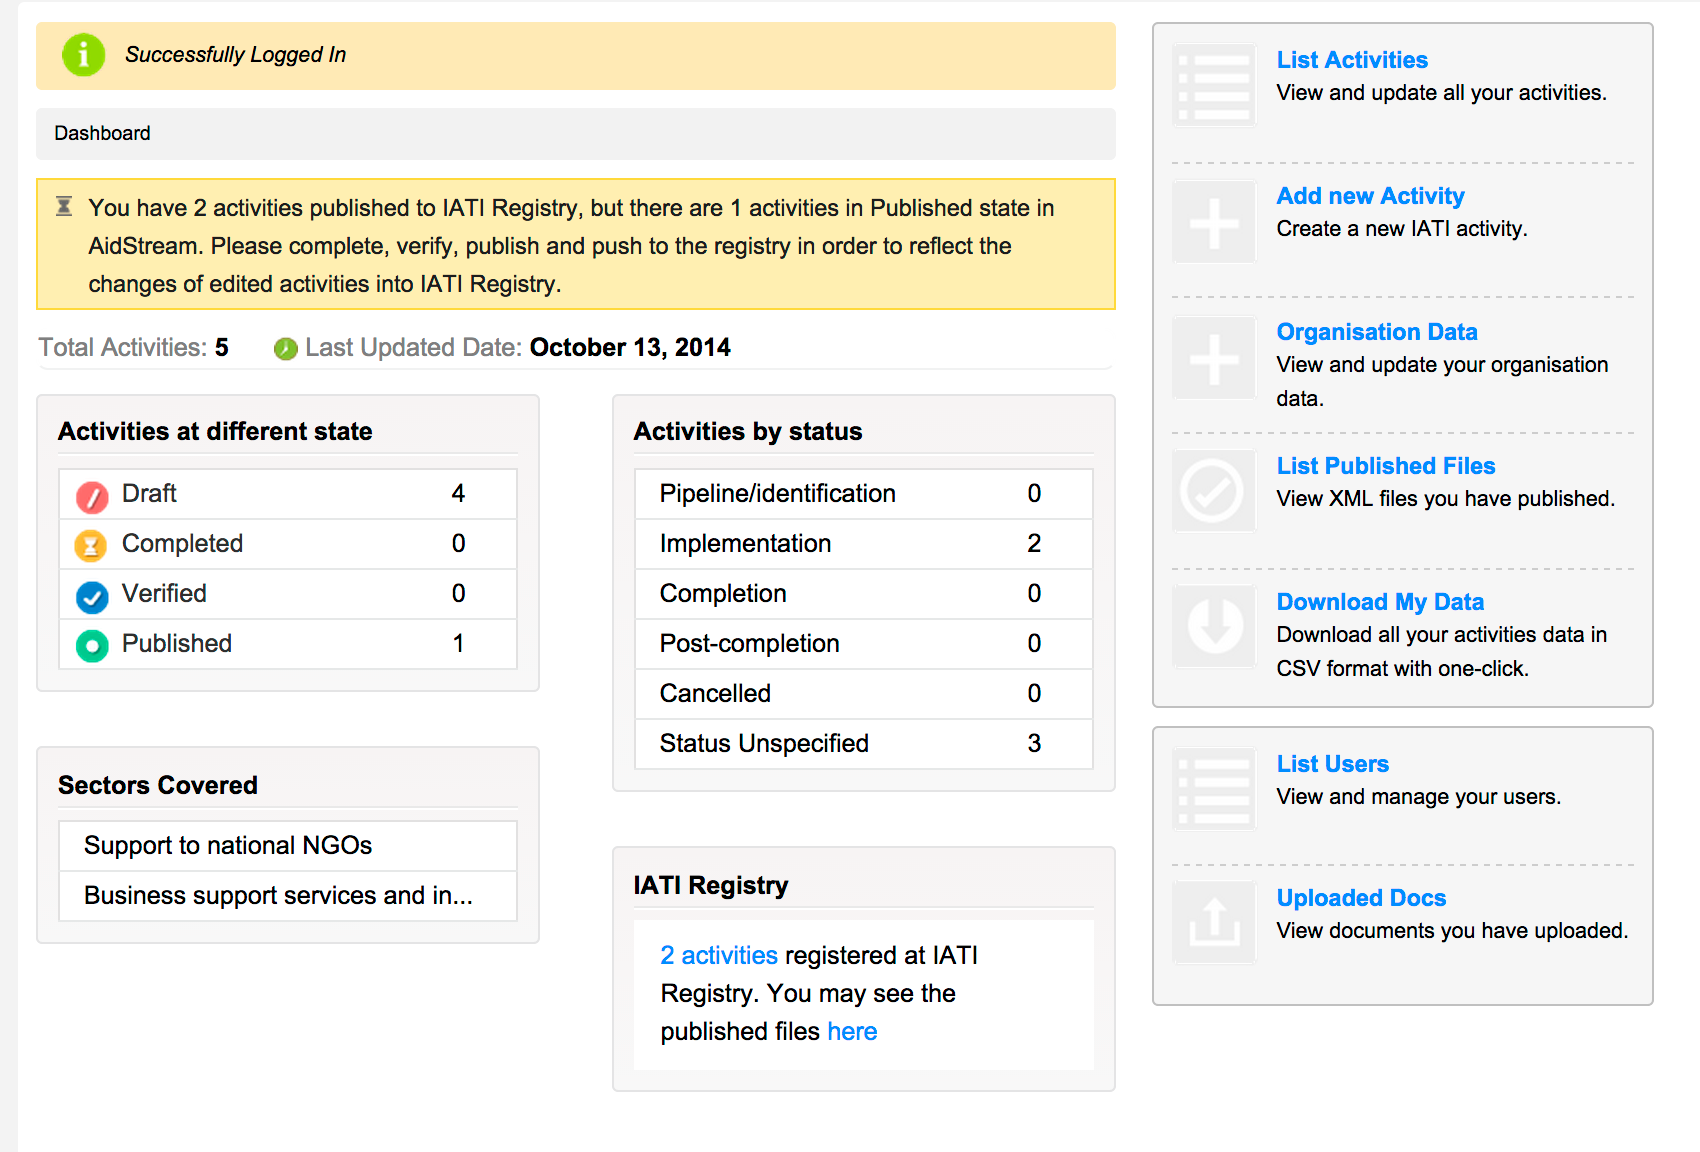 Successfully Logged In
Dashboard
You have 2 activities published to IATI Registry, but there are 1 activities in Published state in
AidStream. Please complete, verify, publish and push to the registry in order to reflect the
changes of edited activities into IATI Registry.
Total Activities: 5 Last Updated Date: October 13, 2014
Activities at different state
Draft 4
Completed 0
Verified 0
Published 1
Sectors Covered
Support to national NGOs
Business support services and in...
Activities by status
Pipeline/identification 0
Implementation 2
Completion 0
Post-completion 0
Cancelled 0
Status Unspecified 3
IATI Registry
2 activities registered at IATI
Registry. You may see the
published files here
List Activities
View and update all your activities.
Add new Activity
Create a new IATI activity.
Organisation Data
View and update your organisation
data.
List Published Files
View XML files you have published.
Download My Data
Download all your activities data in
CSV format with one-click.
List Users
View and manage your users.
Uploaded Docs
View documents you have uploaded.